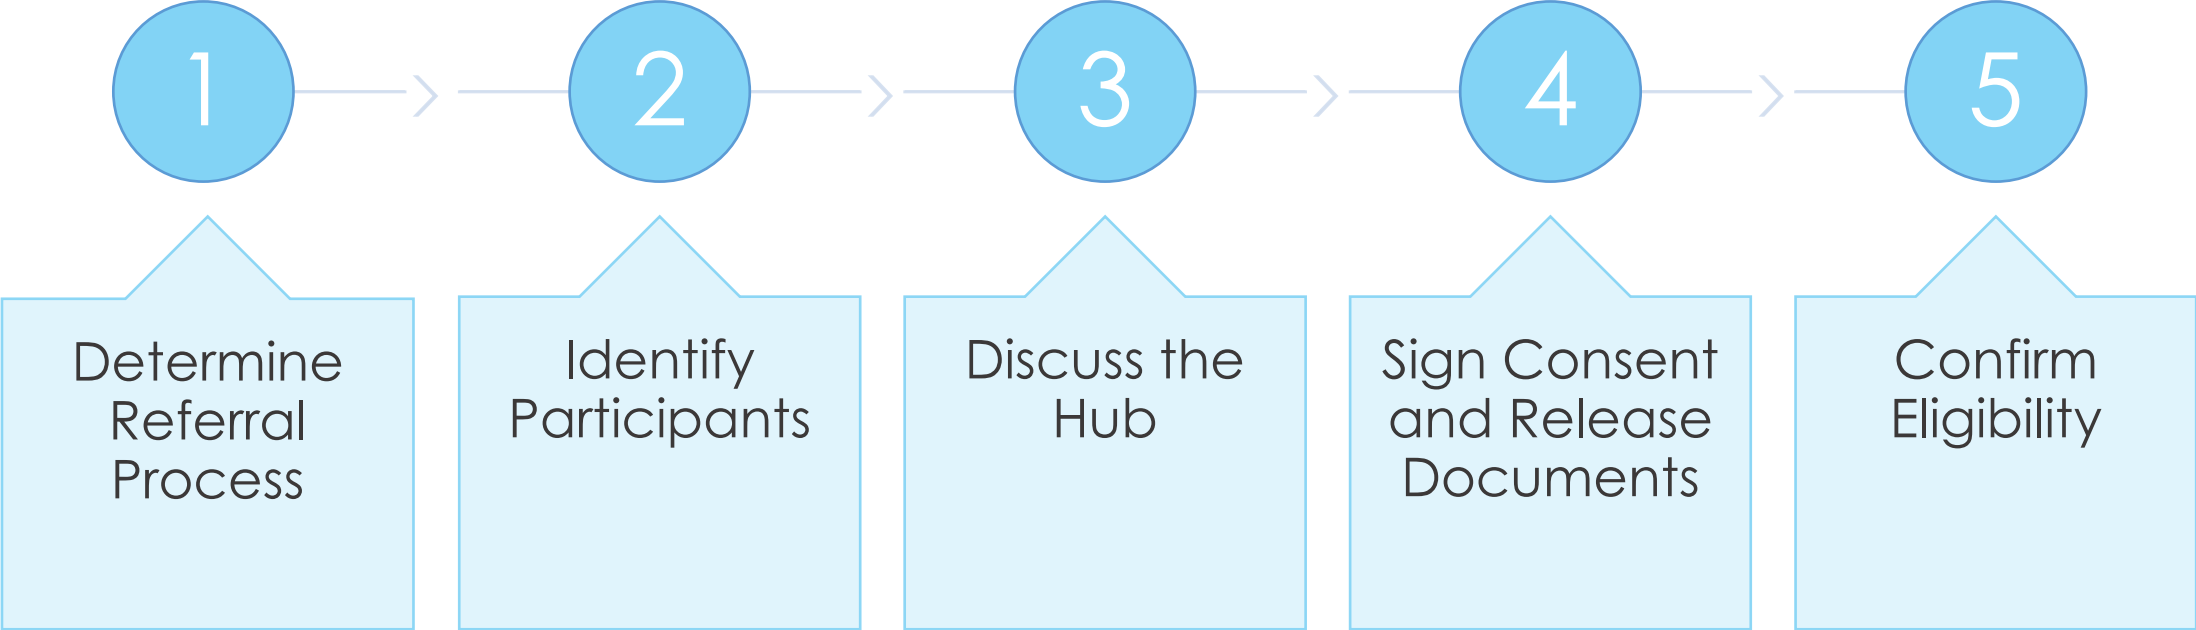 1
2
3
4
5
Determine
Referral
Process
Identify
Participants
Discuss the
Hub
Sign Consent
and Release
Documents
Confirm
Eligibility